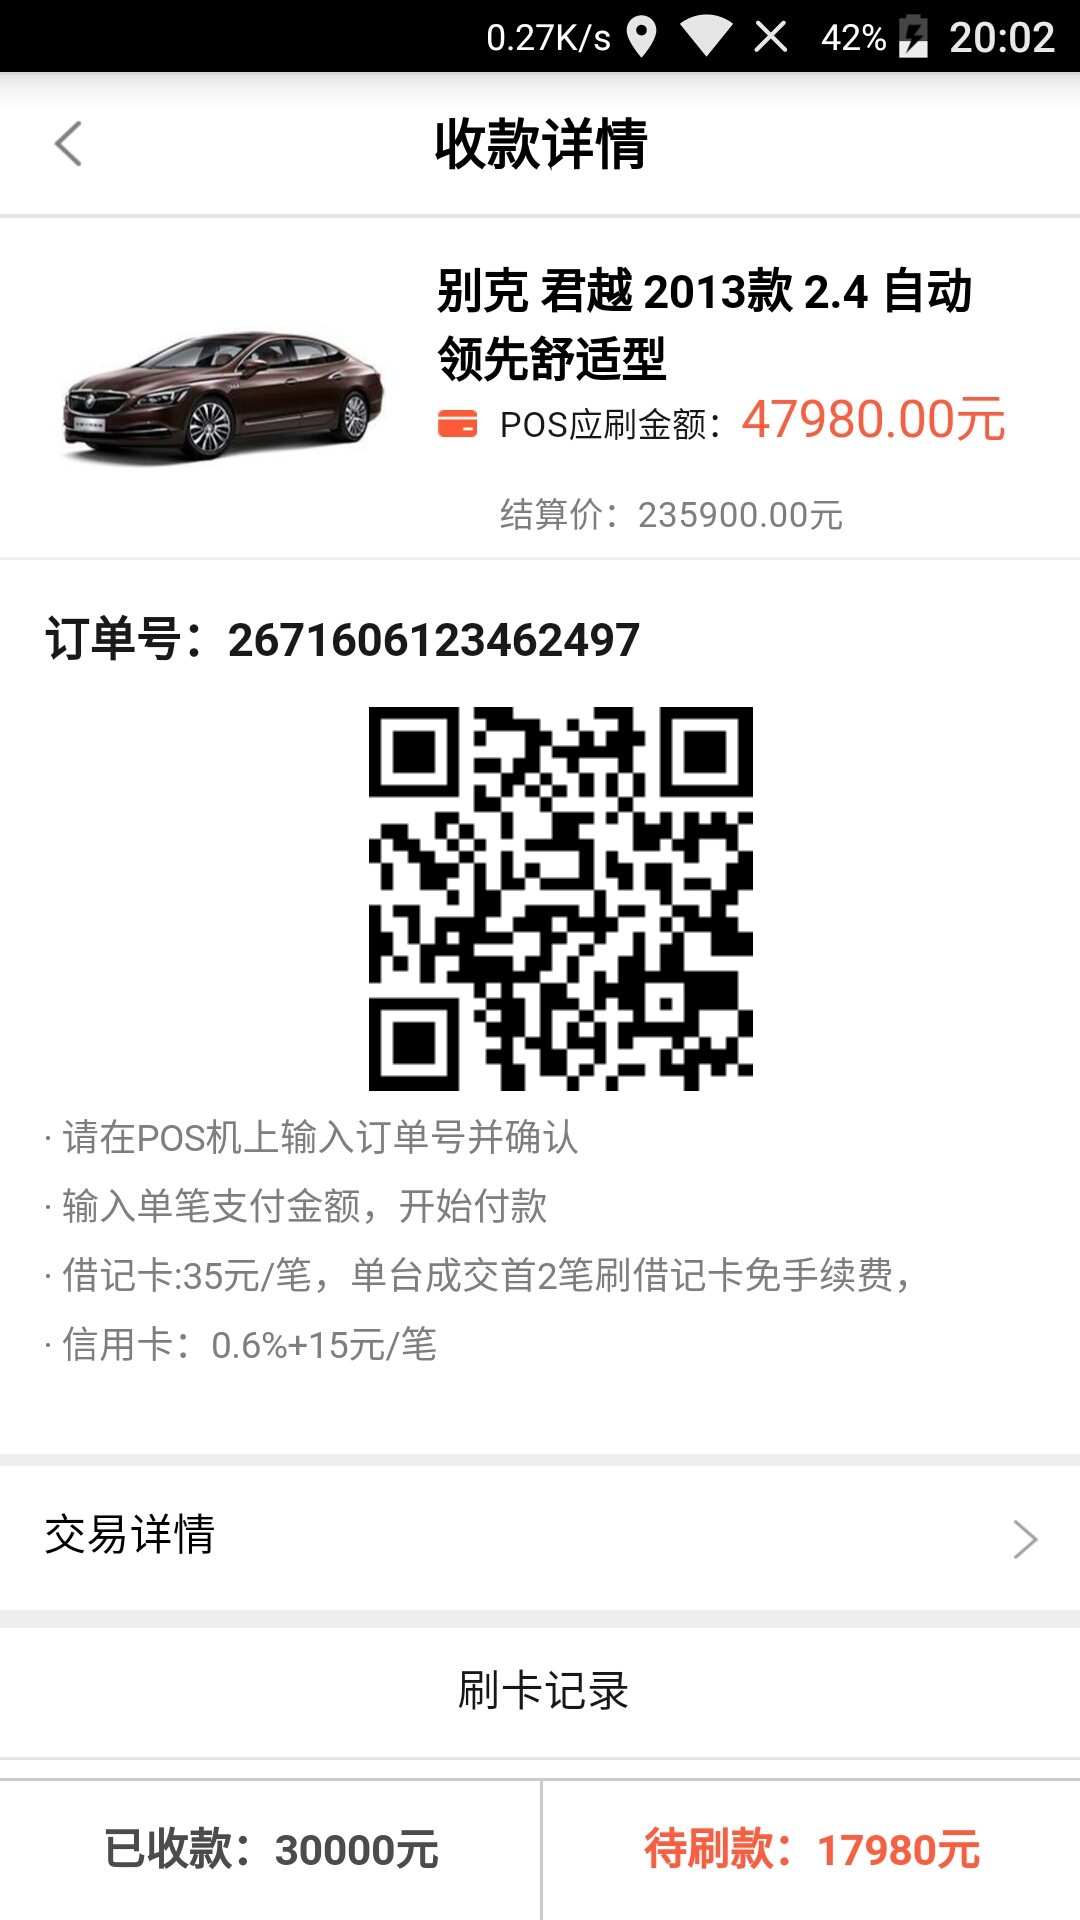 0.27K/s 42% 20:02
收款详情
别克 君越 2013款 2.4 自动
领先舒适型
POS应刷金额：47980.00元
结算价：235900.00元
订单号：2671606123462497
· 请在POS机上输入订单号并确认
· 输入单笔支付金额，开始付款
· 借记卡:35元/笔，单台成交首2笔刷借记卡免手续费，
· 信用卡：0.6%+15元/笔
交易详情
刷卡记录
已收款：30000元
待刷款：17980元